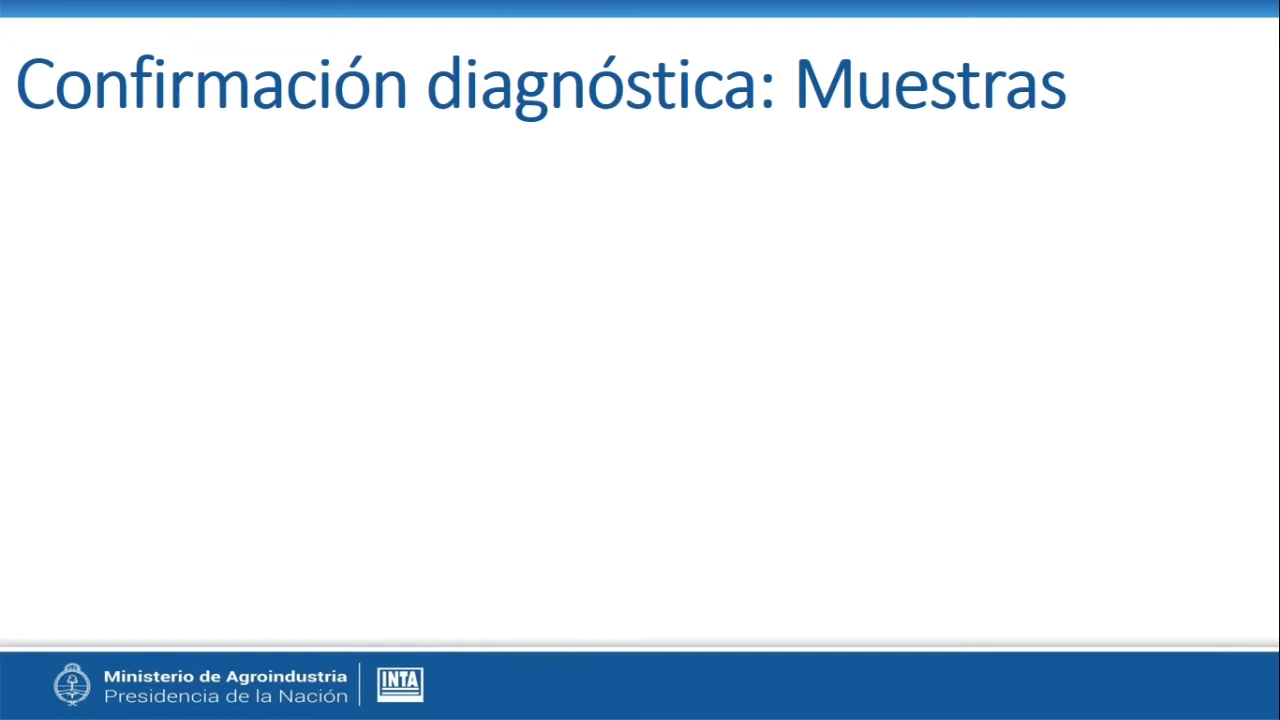 Confirmación diagnóstica: Muestras
Ministerio de Agroindustria
Presidencia de la Nación
INTA